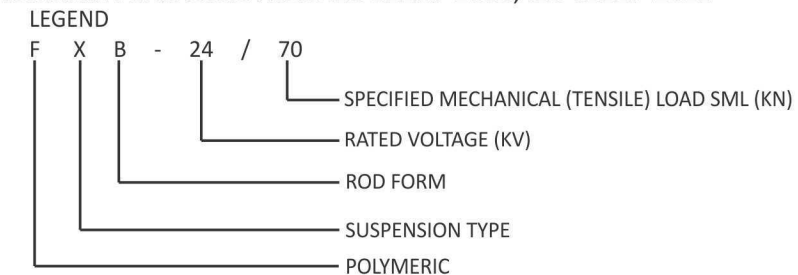 LEGEND
F X B - 24 / 70
SPECIFIED MECHANICAL (TENSILE) LOAD SML (KN)
RATED VOLTAGE (KV)
ROD FORM
SUSPENSION TYPE
POLYMERIC